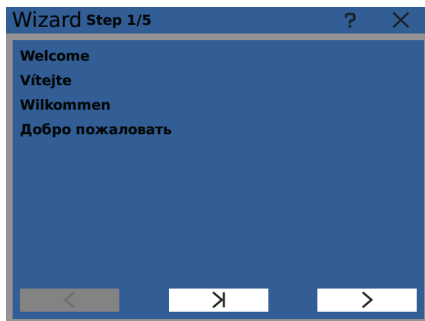 Wizard Step 1/5 ?
Welcome
Vítejte
Wilkommen
Добро пожаловать